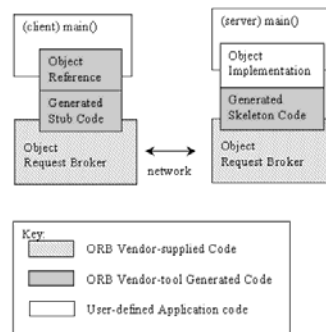 (client) main()
Object
Reference
Generated
Stub Code
Object
Request Broker
network
(server) main()
Object
Implementation
Generated
Skeleton Code
Object
Request Broker
Key:
ORB Vendor-supplied Code
ORB Vendor-tool Generated Code
User-defined Application code